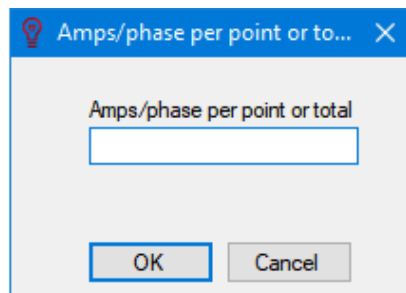 Amps/phase per point or to...
Amps/phase per point or total
OK
Cancel